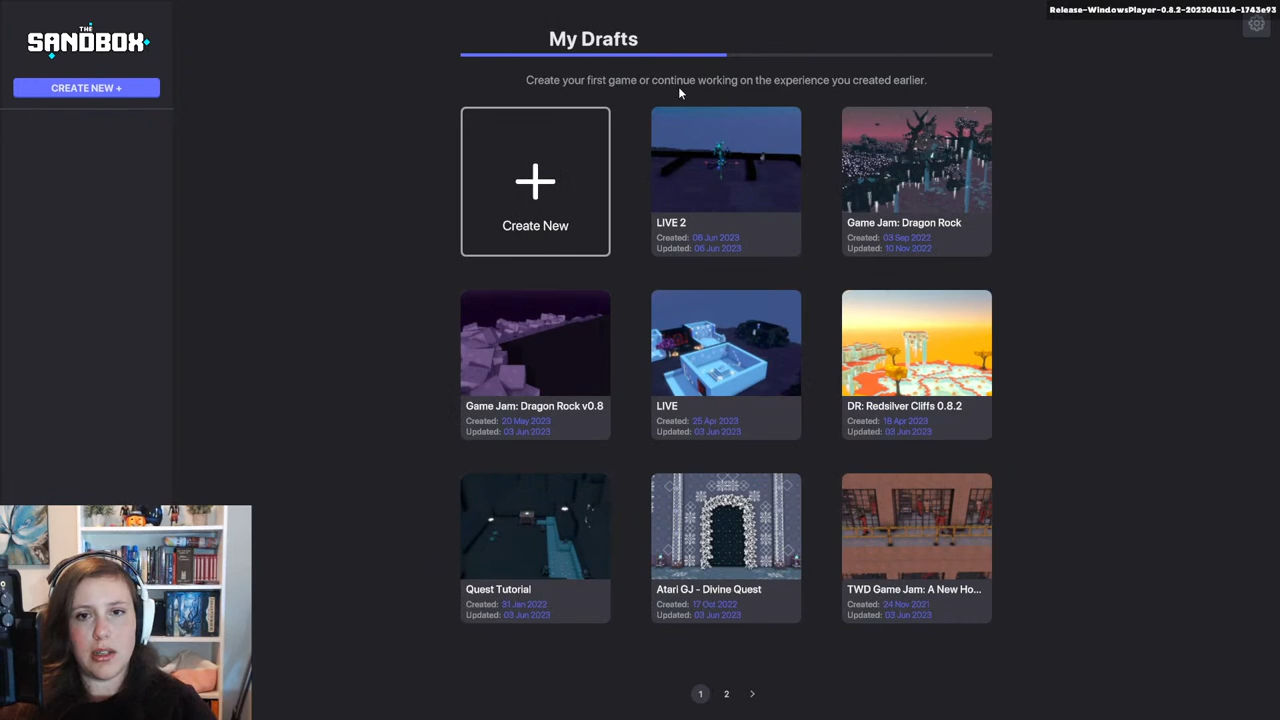 Release-WindowsPlayer-0.8.2-2023041114-1743e93
THE
SANDBOX
CREATE NEW +
My Drafts
Create your first game or continue working on the experience you created earlier.
Create New
LIVE 2
Created: 06 Jun 2023
Updated: 06 Jun 2023
Game Jam: Dragon Rock
Created: 03 Sep 2022
Updated: 10 Nov 2022
Game Jam: Dragon Rock v0.8
Created: 20 May 2023
Updated: 03 Jun 2023
LIVE
Created: 25 Apr 2023
Updated: 03 Jun 2023
DR: Redsilver Cliffs 0.8.2
Created: 18 Apr 2023
Updated: 03 Jun 2023
Quest Tutorial
Created: 31 Jan 2022
Updated: 03 Jun 2023
Atari GJ - Divine Quest
Created: 17 Oct 2022
Updated: 03 Jun 2023
TWD Game Jam: A New Ho...
Created: 24 Nov 2021
Updated: 03 Jun 2023
1 2 >